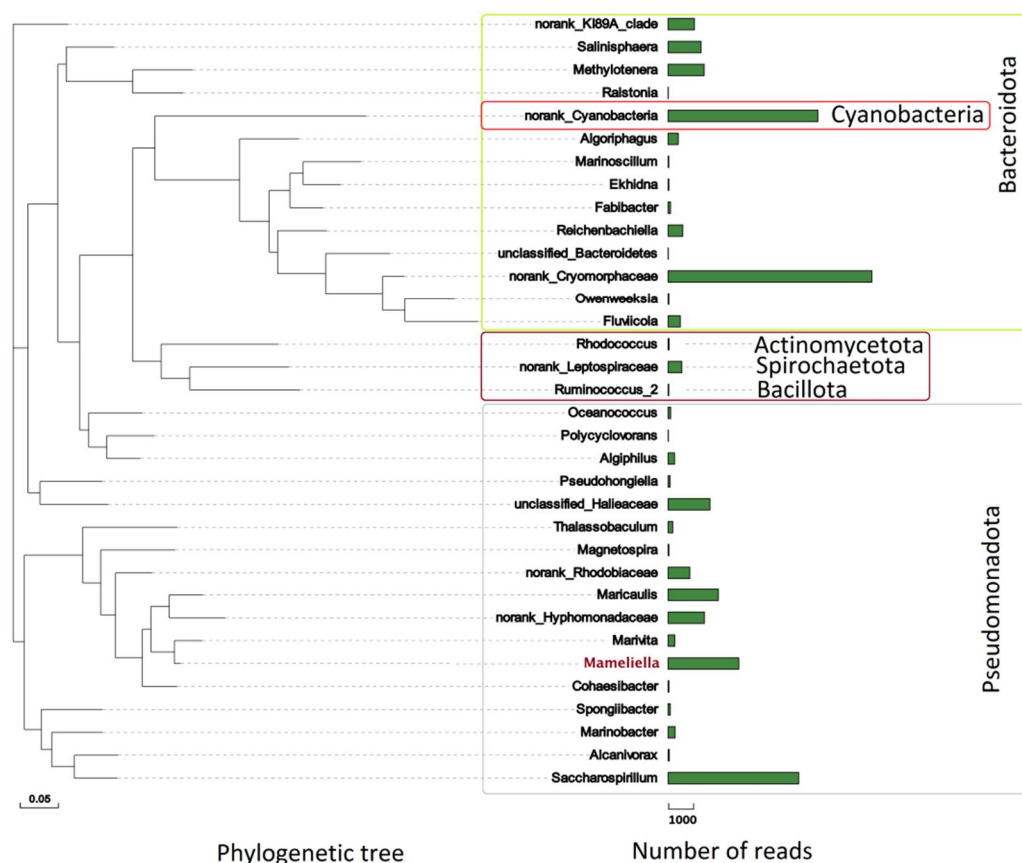 norank_KI89A_clade
Salinisphaera
Methylotenera
Ralstonia
norank_Cyanobacteria Cyanobacteria
Algoriphagus
Marinoscillum
Ekhidna
Fabibacter
Reichenbachiella
unclassified_Bacteroidetes
norank_Cryomorphaceae
Owenweeksia
Fluviicola
Bacteroidota
Rhodococcus Actinomycetota
norank_Leptospiraceae Spirochaetota
Ruminococcus_2 Bacillota
Oceanococcus
Polycyclovorans
Algiphilus
Pseudohongiella
unclassified_Halieaceae
Thalassobaculum
Magnetospira
norank_Rhodobiaceae
Maricaulis
norank_Hyphomonadaceae
Marivita
Mameliella
Cohaesibacter
Spongiibacter
Marinobacter
Alcanivorax
Saccharospirillum
Pseudomonadota
0.05 1000
Phylogenetic tree Number of reads